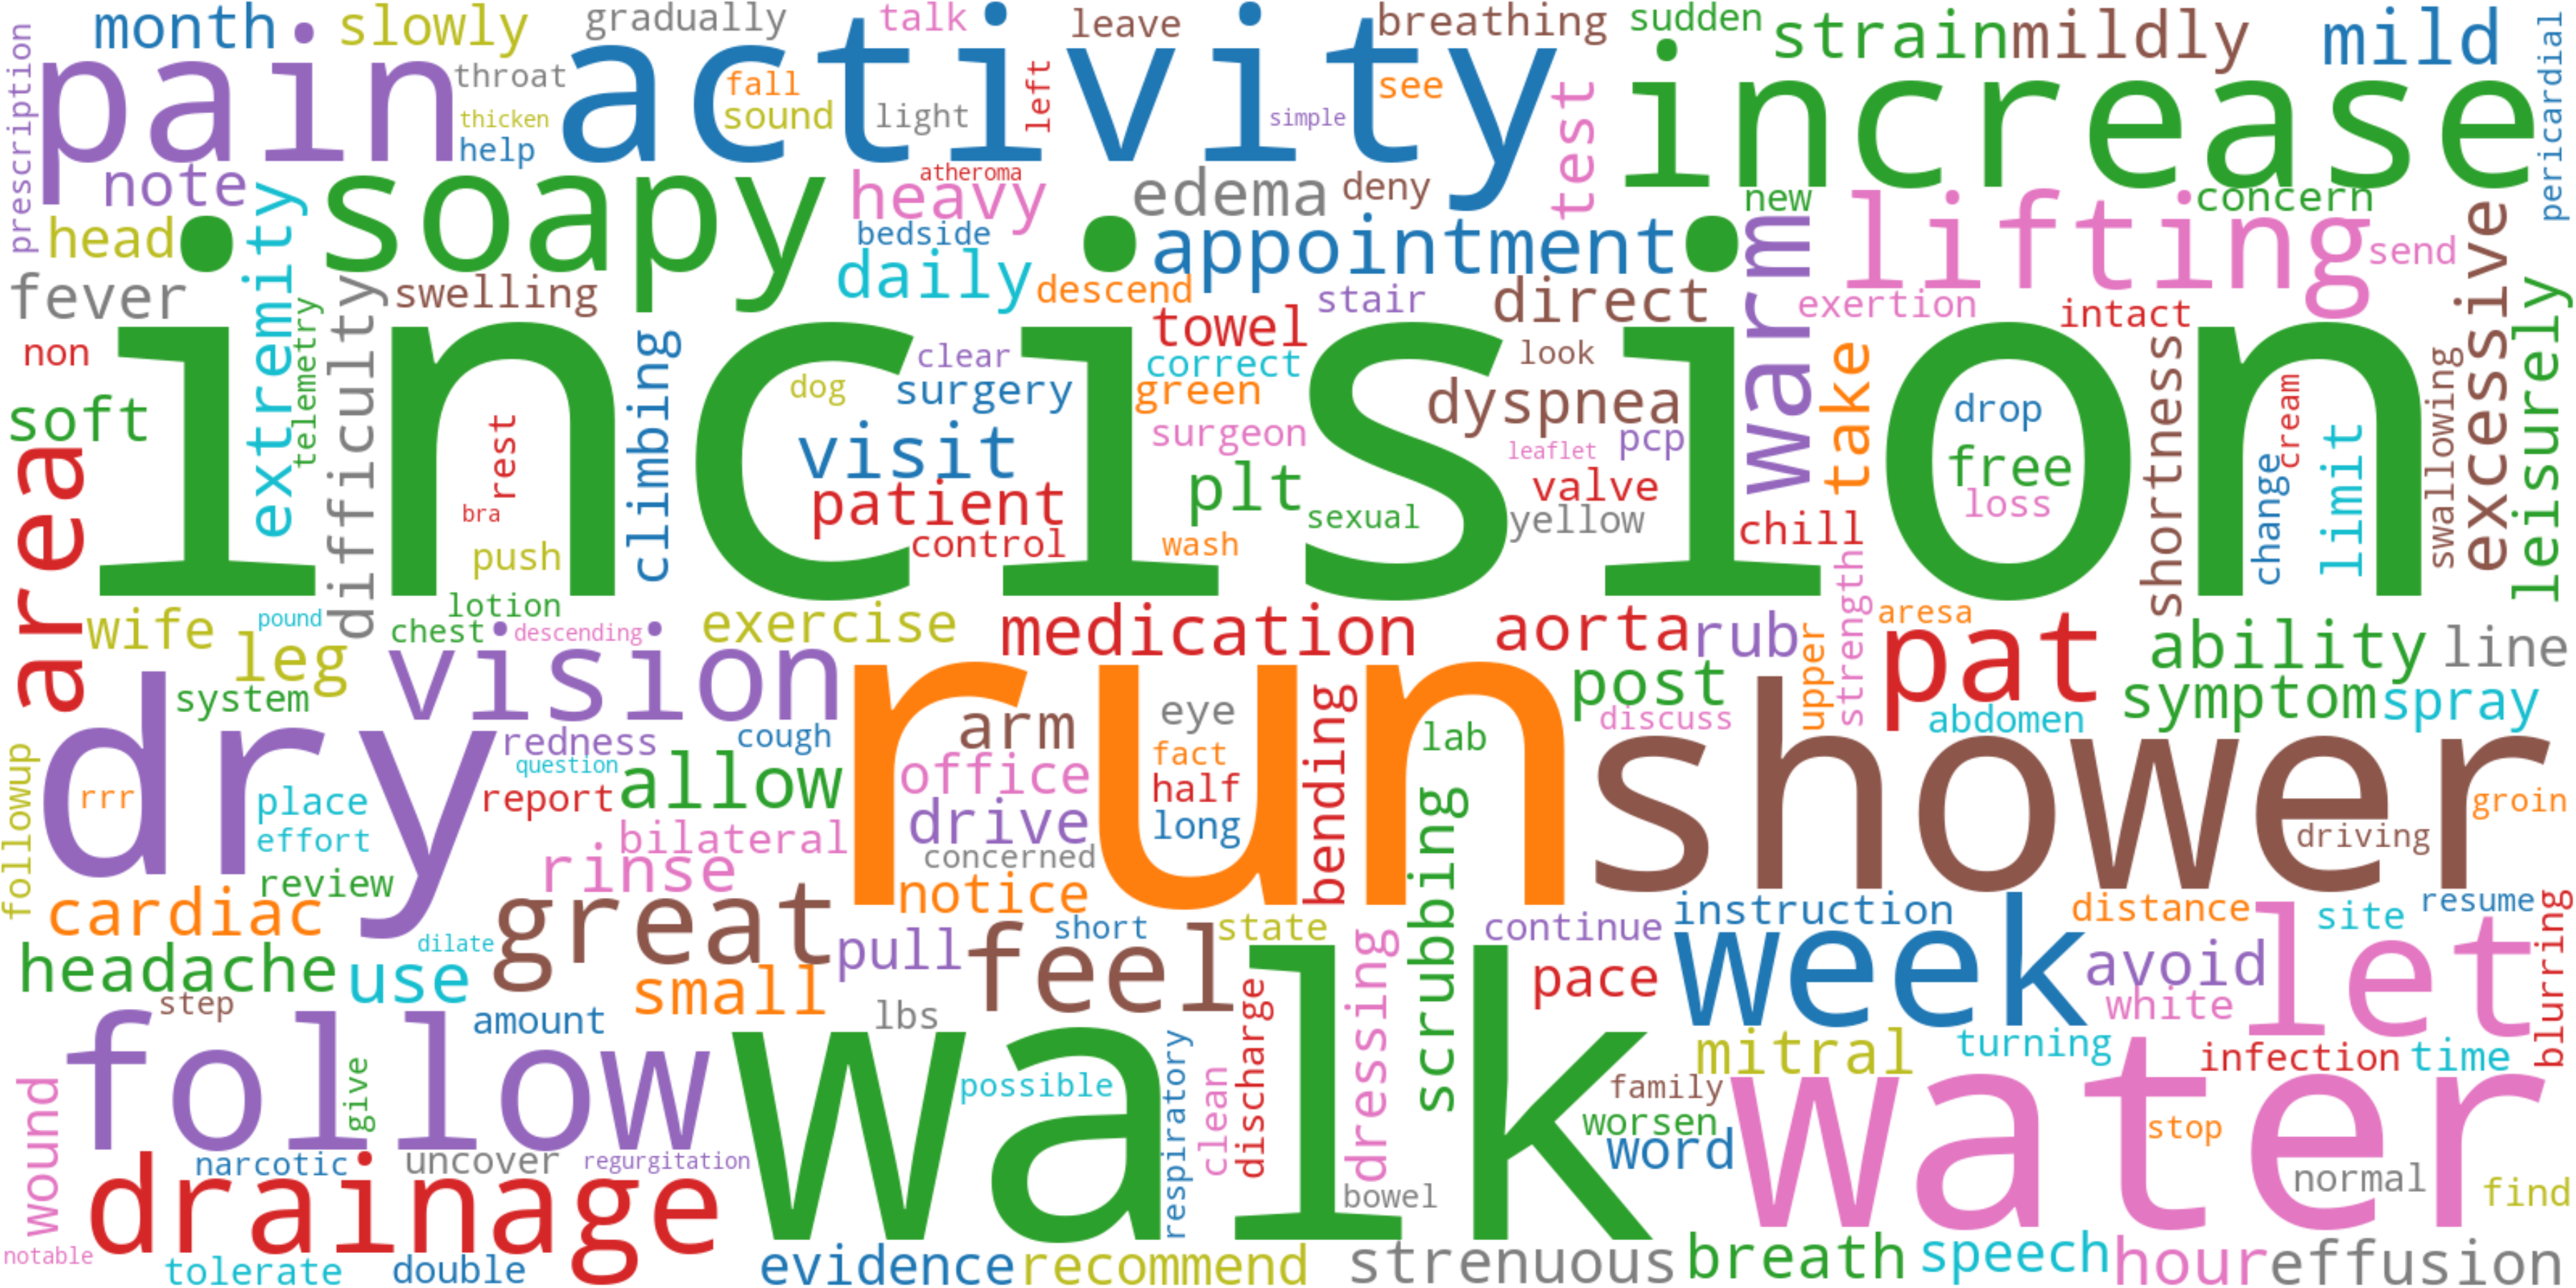 month slowly gradually talk leave breathing sudden strain mildly mild
prescription pain throat activity fall left see test increase pericardial
thicken sound light simple
help
note soapy atheroma heavy edema deny new lifting concern
head extremity bedside appointment warm send excessive
fever swelling daily descend stair direct exertion intact leisurely
telemetry difficulty towel
non incision clear correct look take shortness swallowing
soft climbing dog surgery green dyspnea drop cream
area rest visit surgeon leaflet pcp free change limit
bra patient plt valve loss
push control wash sexual yellow chill
lotion
wife pound chest descending exercise medication aorta rub strength aresa pat ability line
leg vision run upper
system post symptom spray
dry redness cough arm eye bending lab discuss abdomen shower
followup question allow office fact scrubbing
rrr place report half groin
effort bilateral drive long driving
review rinse concerned
cardiac great notice instruction distance resume
headache dilate pull feel short state continue week site let blurring
use small pace avoid
step amount lbs walk discharge dressing white
follow mitral turning infection time
wound give possible respiratory clean family water
worsen stop
narcotic uncover regurgitation word normal find
drainage bowel
notable tolerate double evidence recommend strenuous breath speech hour effusion